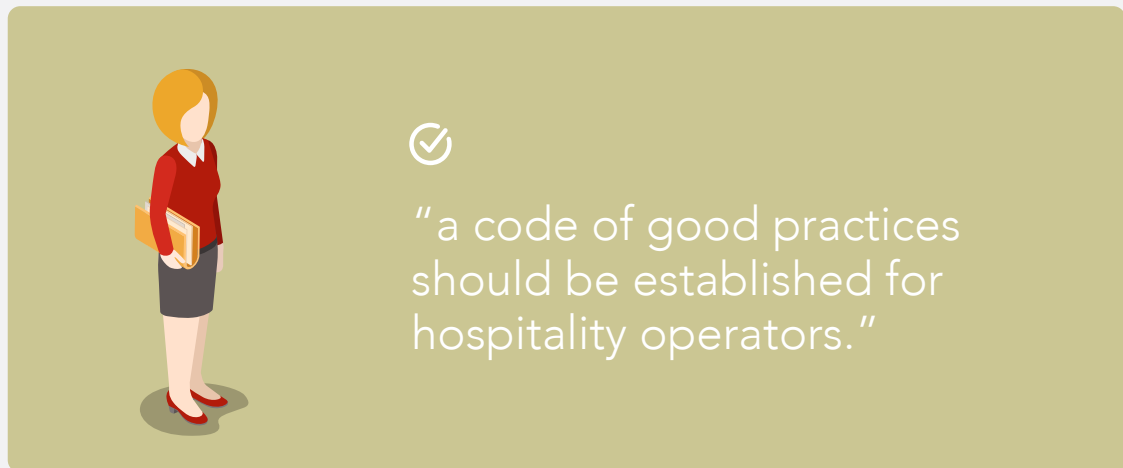 “a code of good practices
should be established for
hospitality operators.”